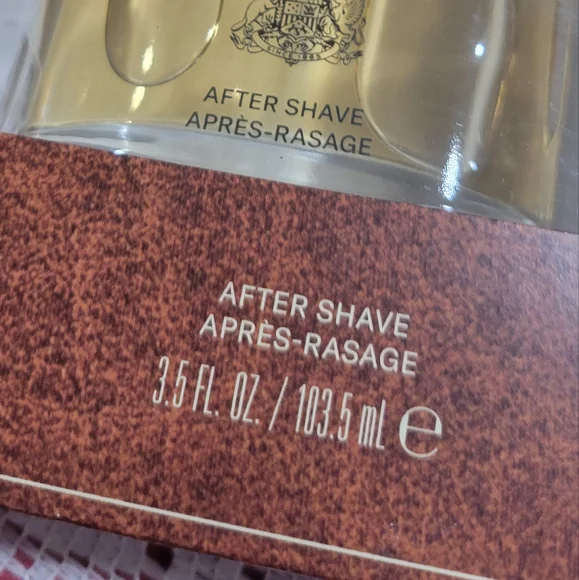 AFTER SHAVE
APRÈS-RASAGE
AFTER SHAVE
APRÈS-RASAGE
3.5 FL. OZ. / 103.5 mL ℮